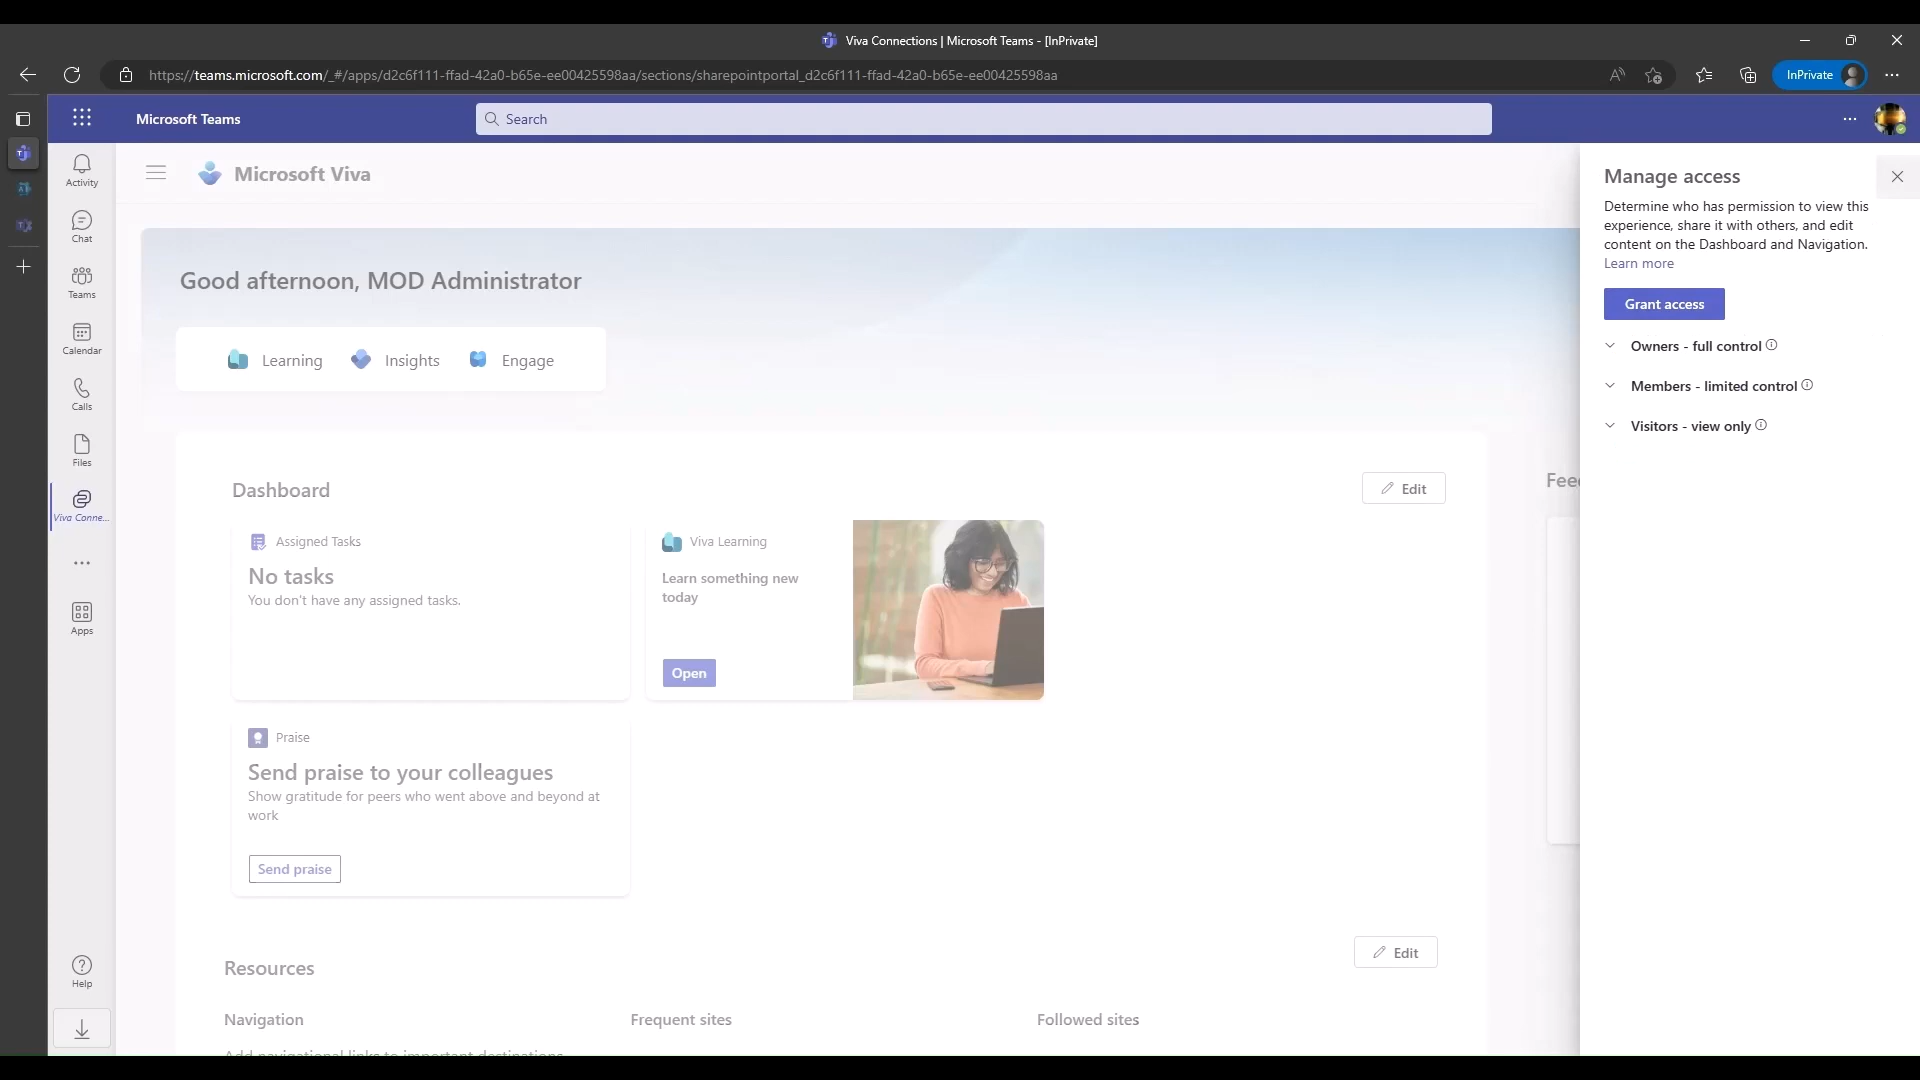 Viva Connections | Microsoft Teams - [InPrivate]
https://teams.microsoft.com/_#/apps/d2c6f111-ffad-42a0-b65e-ee00425598aa/sections/sharepointportal_d2c6f111-ffad-42a0-b65e-ee00425598aa
InPrivate
Microsoft Teams
Search
Activity
Chat
Teams
Calendar
Calls
Files
Viva Conne...
Apps
Help
Microsoft Viva
Good afternoon, MOD Administrator
Learning
Insights
Engage
Dashboard
Edit
Assigned Tasks
No tasks
You don't have any assigned tasks.
Viva Learning
Learn something new
today
Open
Praise
Send praise to your colleagues
Show gratitude for peers who went above and beyond at
work
Send praise
Resources
Edit
Navigation
Frequent sites
Followed sites
Add navigational links to important destinations
Manage access
Determine who has permission to view this
experience, share it with others, and edit
content on the Dashboard and Navigation.
Learn more
Grant access
Owners - full control
Members - limited control
Visitors - view only